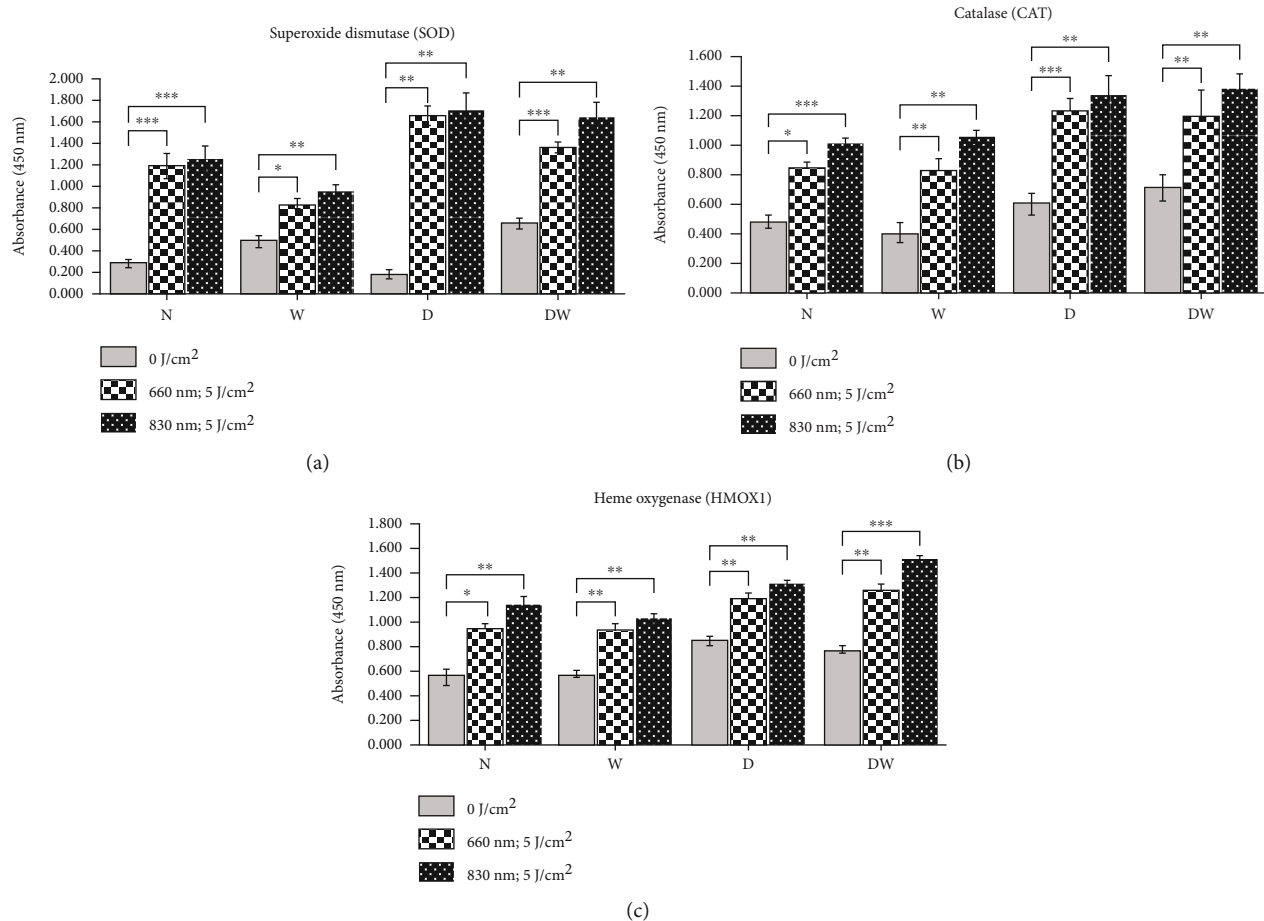 Superoxide dismutase (SOD)
Absorbance (450 nm)
2.000
1.800
1.600
1.400
1.200
1.000
0.800
0.600
0.400
0.200
0.000
***
***
*
**
**
**
***
**
N
W
D
DW
0 J/cm²
660 nm; 5 J/cm²
830 nm; 5 J/cm²
(a)
Catalase (CAT)
Absorbance (450 nm)
1.600
1.400
1.200
1.000
0.800
0.600
0.400
0.200
0.000
*
***
**
**
***
**
**
**
N
W
D
DW
0 J/cm²
660 nm; 5 J/cm²
830 nm; 5 J/cm²
(b)
Heme oxygenase (HMOX1)
Absorbance (450 nm)
1.800
1.600
1.400
1.200
1.000
0.800
0.600
0.400
0.200
0.000
*
**
**
**
**
**
**
***
N
W
D
DW
0 J/cm²
660 nm; 5 J/cm²
830 nm; 5 J/cm²
(c)